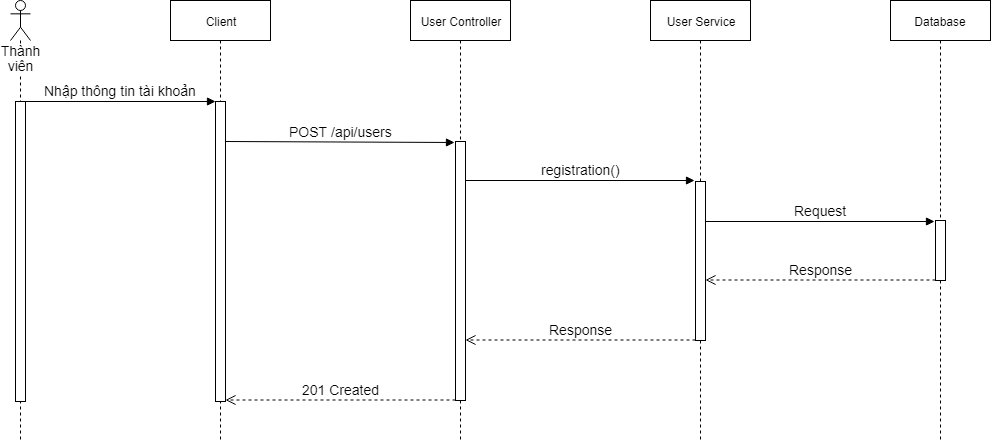 Client
User Controller
User Service
Database
Thành
viên
Nhập thông tin tài khoản
POST /api/users
registration()
Request
Response
Response
201 Created